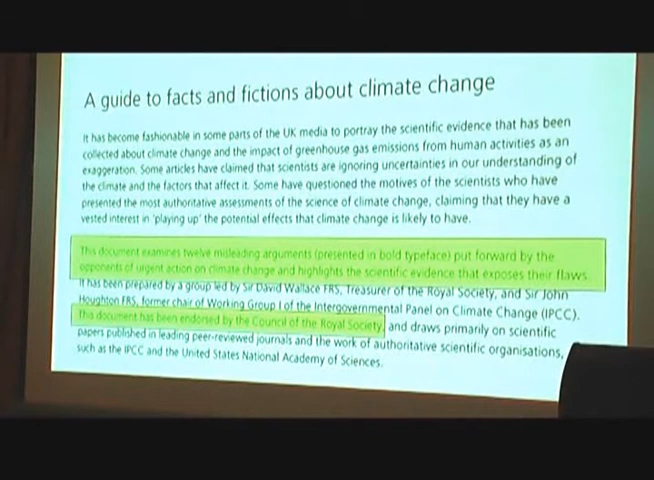 A guide to facts and fictions about climate change
It has become fashionable in some parts of the UK media to portray the scientific evidence that has been
collected about climate change and the impact of greenhouse gas emissions from human activities as an
exaggeration. Some articles have claimed that scientists are ignoring uncertainties in our understanding of
the climate and the factors that affect it. Some have questioned the motives of the scientists who have
presented the most authoritative assessments of the science of climate change, claiming that they have a
vested interest in 'playing up' the potential effects that climate change is likely to have.
This document examines twelve misleading arguments (presented in bold typeface) put forward by the
opponents of urgent action on climate change and highlights the scientific evidence that exposes their flaws.
It has been prepared by a group led by Sir David Wallace FRS, Treasurer of the Royal Society, and Sir John
Houghton FRS, former chair of Working Group I of the Intergovernmental Panel on Climate Change (IPCC).
This document has been endorsed by the Council of the Royal Society, and draws primarily on scientific
papers published in leading peer-reviewed journals and the work of authoritative scientific organisations,
such as the IPCC and the United States National Academy of Sciences.